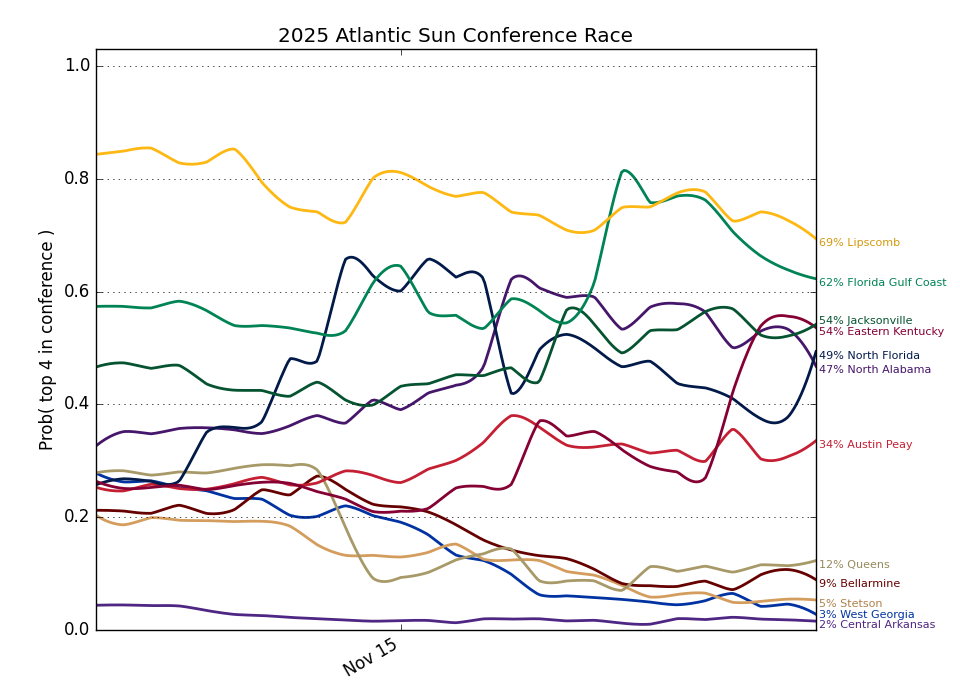 2025 Atlantic Sun Conference Race
Prob( top 4 in conference )
1.0
0.8
0.6
0.4
0.2
0.0
Nov 15
69% Lipscomb
62% Florida Gulf Coast
54% Jacksonville
54% Eastern Kentucky
49% North Florida
47% North Alabama
34% Austin Peay
12% Queens
9% Bellarmine
5% Stetson
3% West Georgia
2% Central Arkansas